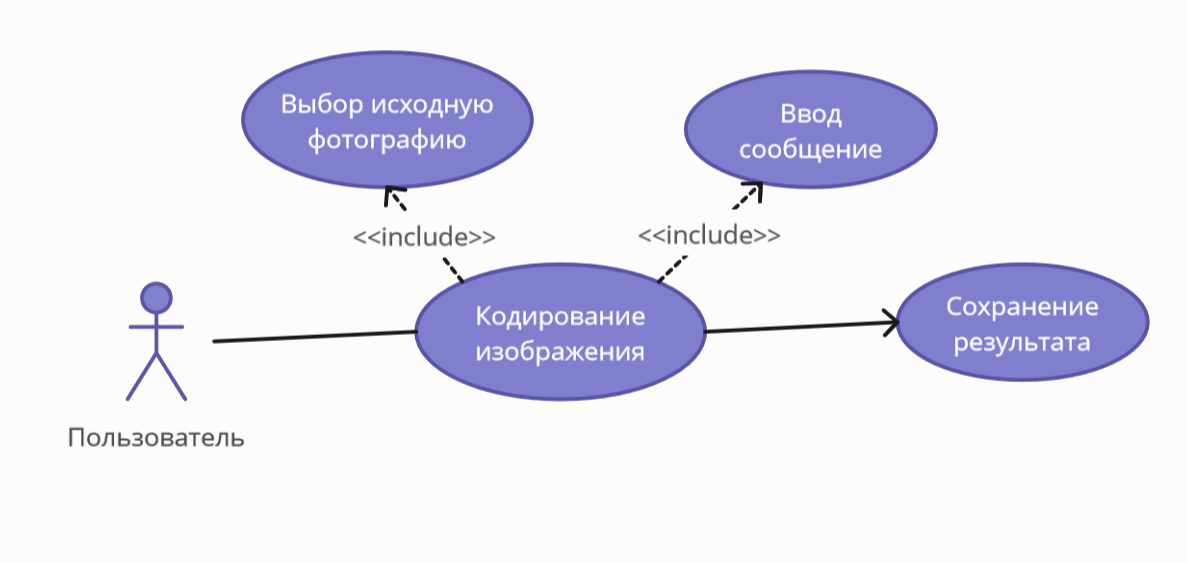 Выбор исходную
фотографию
Ввод
сообщение
<<include>>
<<include>>
Кодирование
изображения
Сохранение
результата
Пользователь